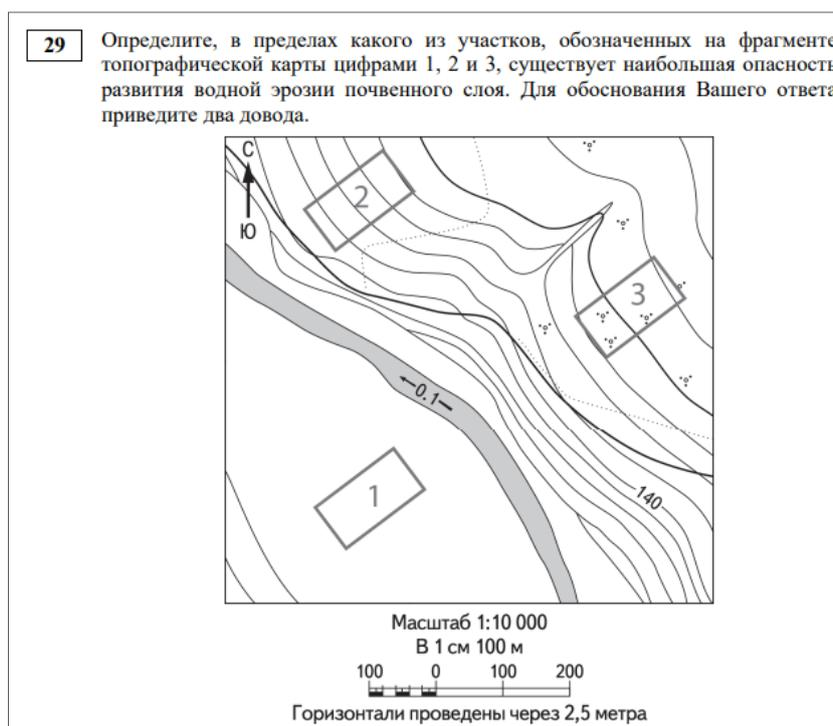 29
Определите, в пределах какого из участков, обозначенных на фрагменте
топографической карты цифрами 1, 2 и 3, существует наибольшая опасность
развития водной эрозии почвенного слоя. Для обоснования Вашего ответа
приведите два довода.
С
Ю
2
3
0.1
1
140
Масштаб 1:10 000
В 1 см 100 м
100 0 100 200
Горизонтали проведены через 2,5 метра